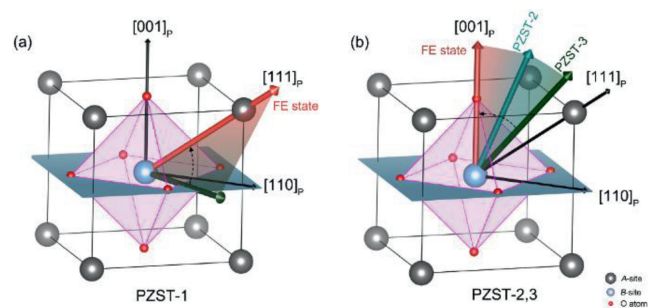 (a)
[001]P
[111]P
FE state
[110]P
PZST-1
(b)
[001]P
FE state
PZST-2
PZST-3
[111]P
[110]P
PZST-2,3
A-site
B-site
O atom